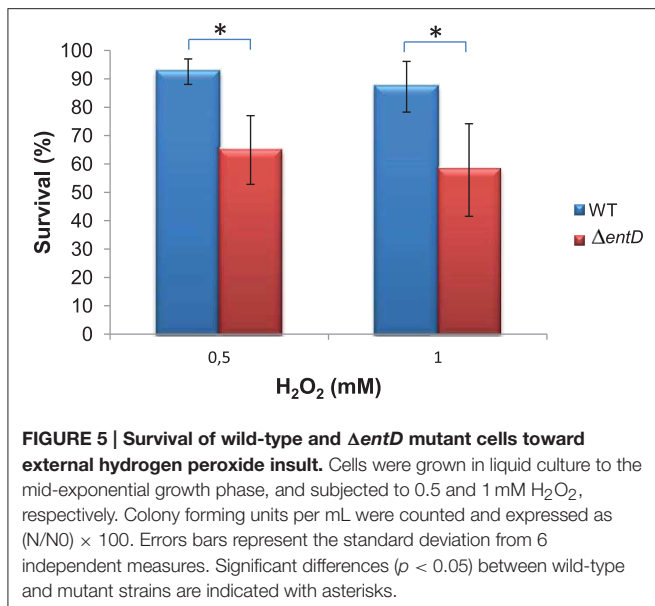 * *
100
90
80
70
60
50
40
30
20
10
0
Survival (%)
0,5 1
H₂O₂ (mM)
WT
ΔentD
FIGURE 5 | Survival of wild-type and ΔentD mutant cells toward
external hydrogen peroxide insult. Cells were grown in liquid culture to the
mid-exponential growth phase, and subjected to 0.5 and 1 mM H₂O₂,
respectively. Colony forming units per mL were counted and expressed as
(N/N0) × 100. Errors bars represent the standard deviation from 6
independent measures. Significant differences (p < 0.05) between wild-type
and mutant strains are indicated with asterisks.